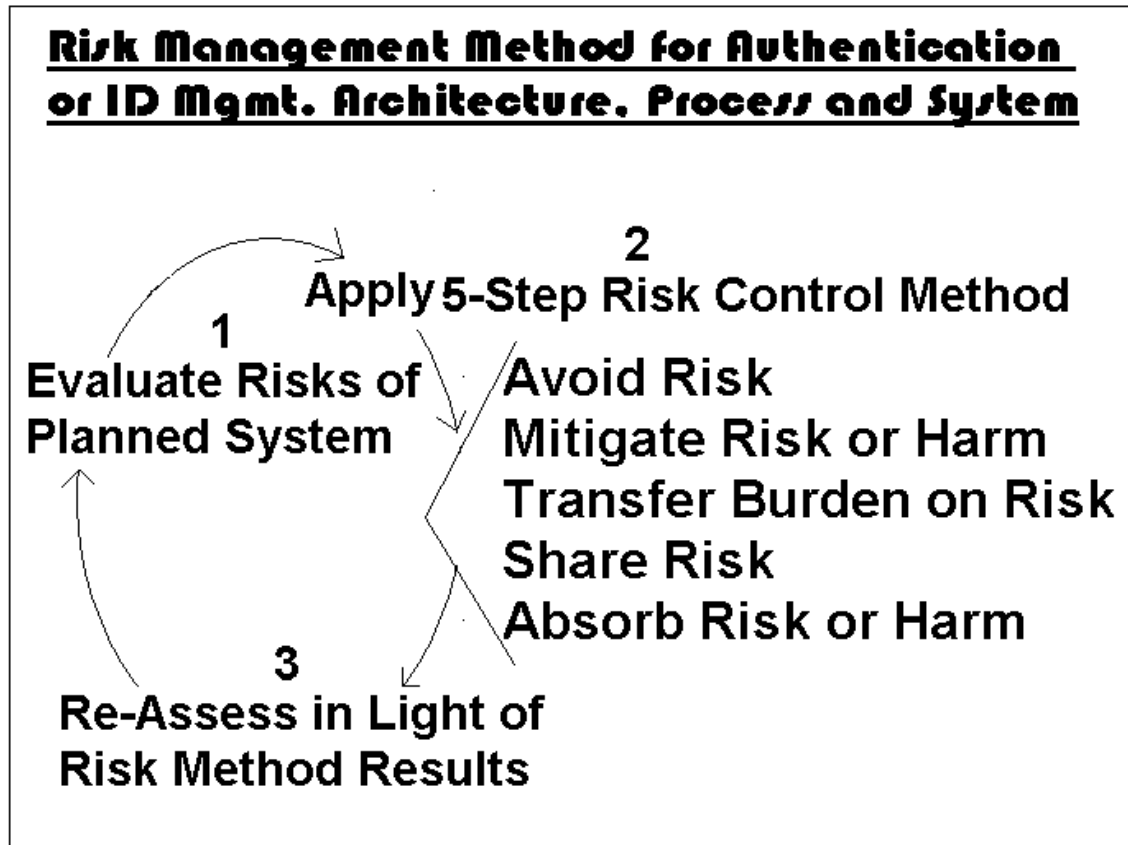 Risk Management Method for Authentication
or ID Mgmt. Architecture, Process and System
2
Apply 5-Step Risk Control Method
1
Evaluate Risks of
Planned System
Avoid Risk
Mitigate Risk or Harm
Transfer Burden on Risk
Share Risk
Absorb Risk or Harm
3
Re-Assess in Light of
Risk Method Results